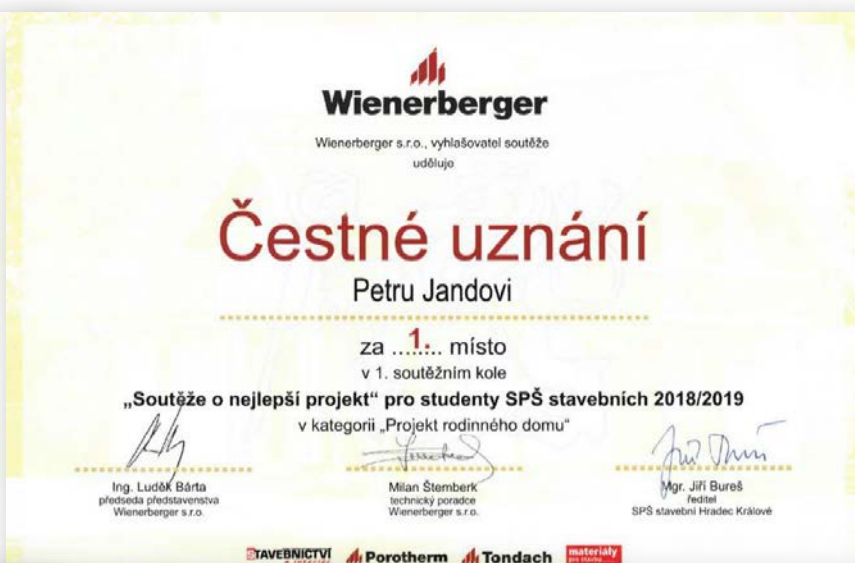 Wienerberger
Wienerberger s.r.o., vyhlašovatel soutěže
uděluje
Čestné uznání
Petru Jandovi
za ..1... místo
v 1. soutěžním kole
„Soutěže o nejlepší projekt“ pro studenty SPŠ stavebních 2018/2019
v kategorii „Projekt rodinného domu“
Ing. Luděk Bárta
předseda představenstva
Wienerberger s.r.o.
Milan Štemberk
technický poradce
Wienerberger s.r.o.
Mgr. Jiří Bureš
ředitel
SPŠ stavební Hradec Králové
STAVEBNICTVÍ Porotherm Tondach materiály
pro stavbu